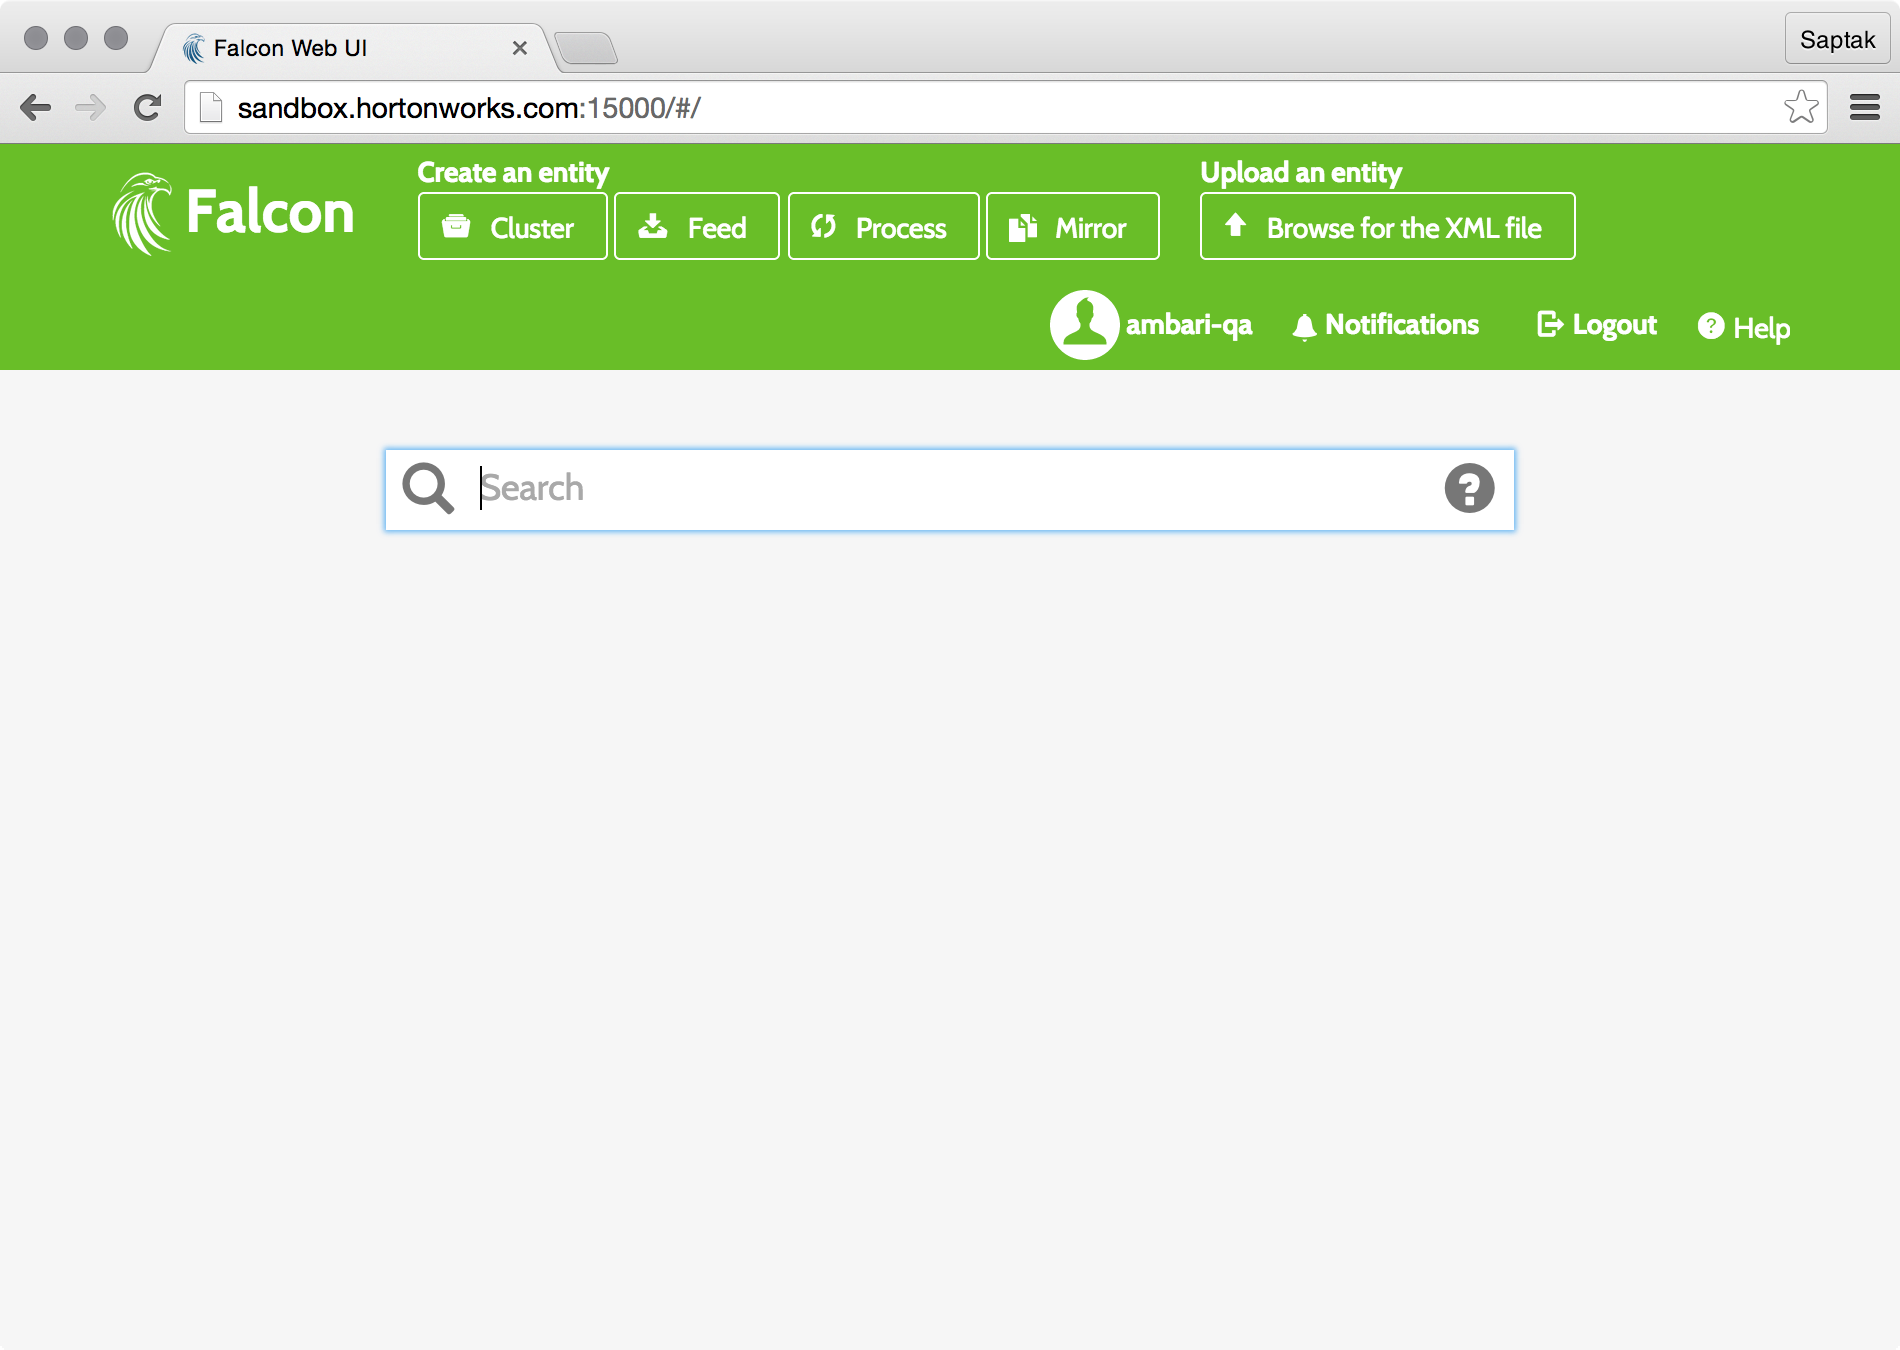 Falcon Web UI
Saptak
sandbox.hortonworks.com:15000/#/
Falcon
Create an entity
Cluster
Feed
Process
Mirror
Upload an entity
Browse for the XML file
ambari-qa
Notifications
Logout
? Help
Search
?